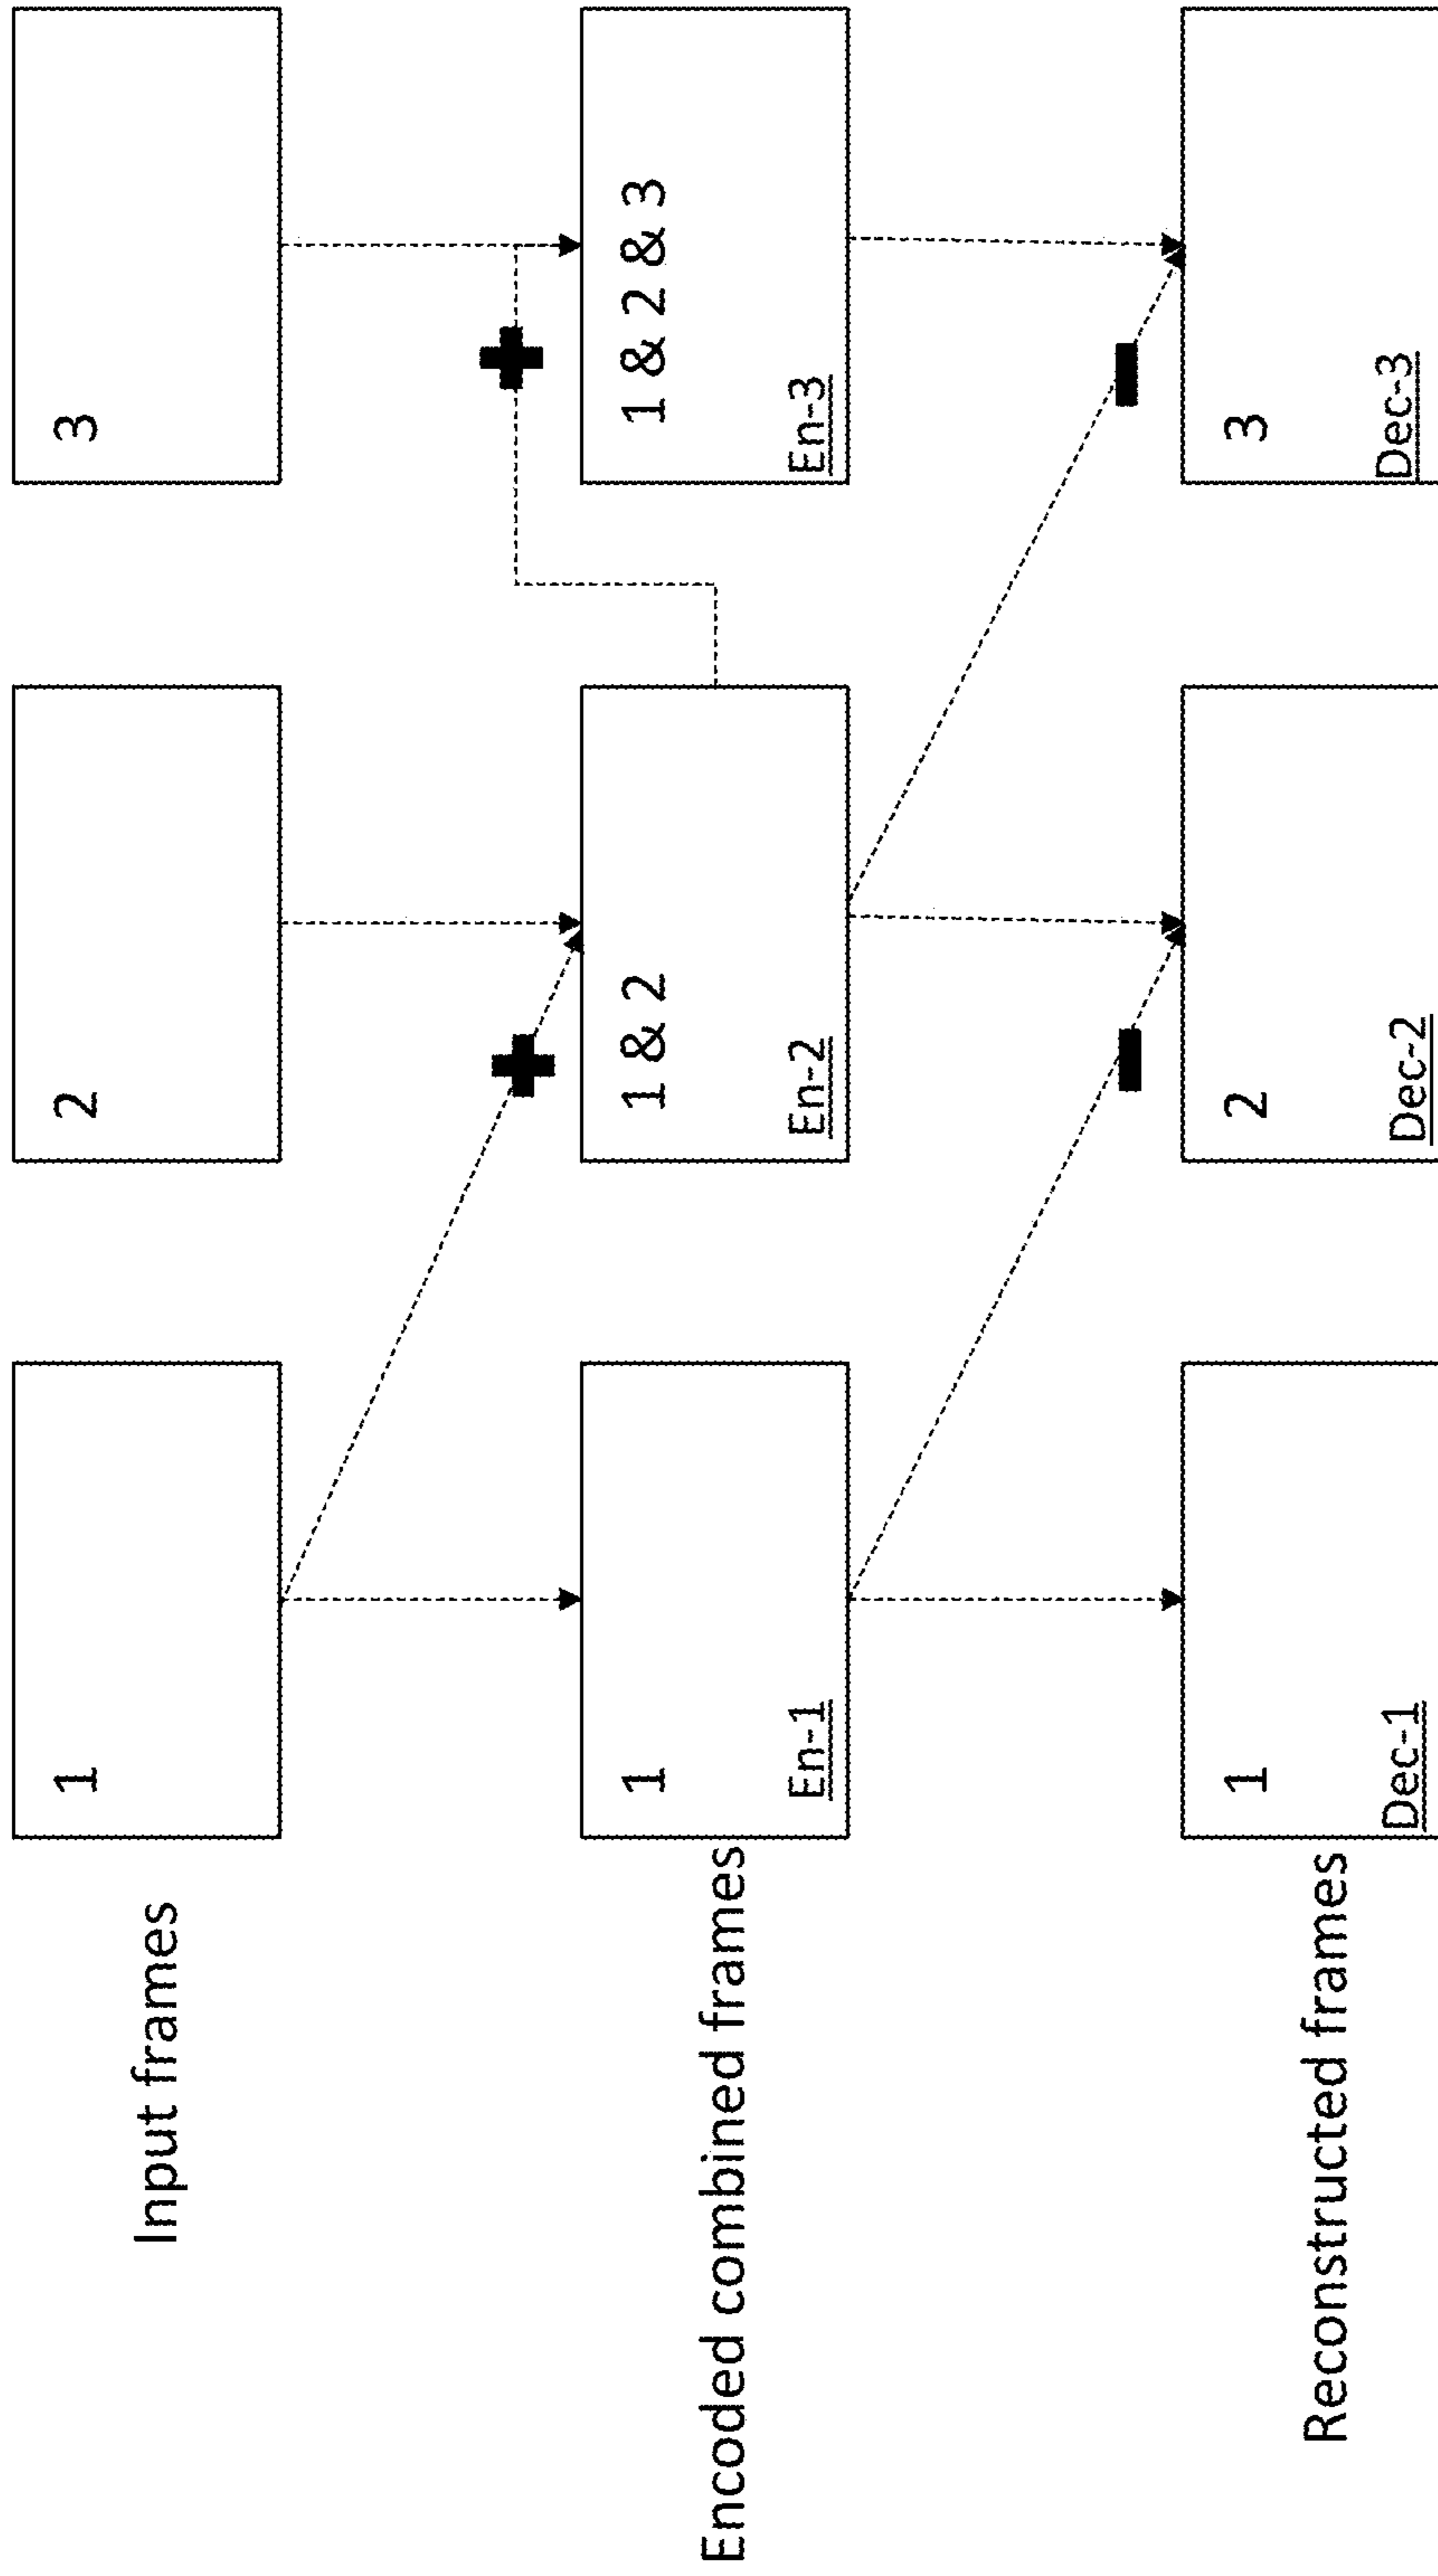 Input frames
1
2
3
Encoded combined frames
1
En-1
1 & 2
En-2
1 & 2 & 3
En-3
Reconstructed frames
1
Dec-1
2
Dec-2
3
Dec-3